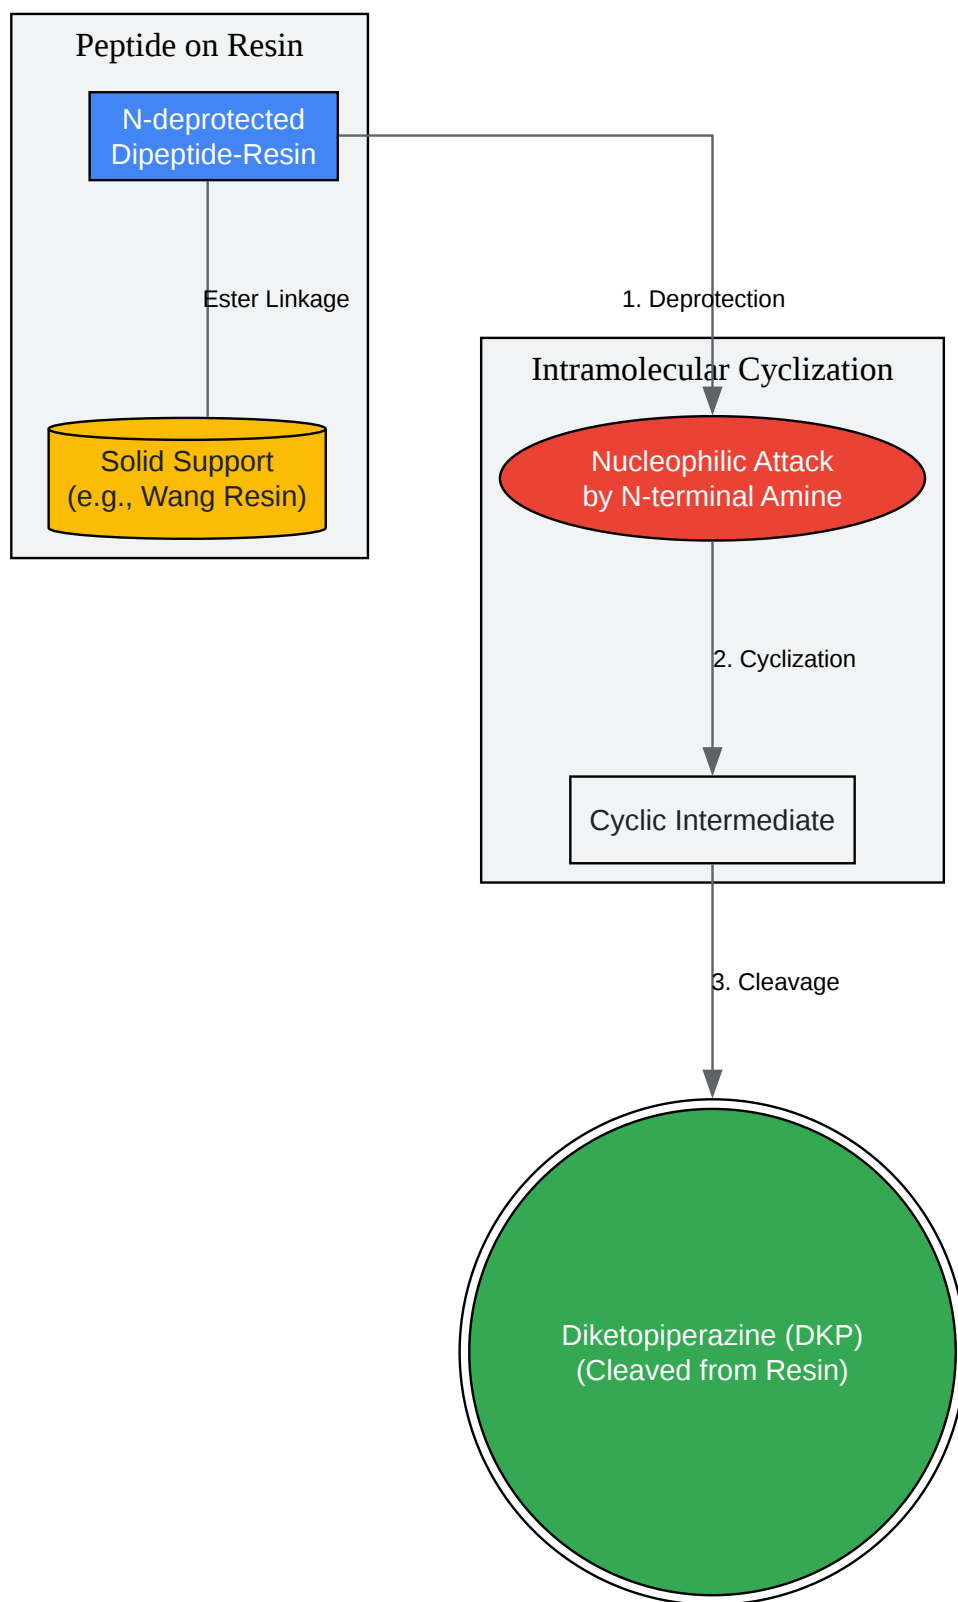 Peptide on Resin
N-deprotected
Dipeptide-Resin
Ester Linkage
Solid Support
(e.g., Wang Resin)
1. Deprotection
Intramolecular Cyclization
Nucleophilic Attack
by N-terminal Amine
2. Cyclization
Cyclic Intermediate
3. Cleavage
Diketopiperazine (DKP)
(Cleaved from Resin)